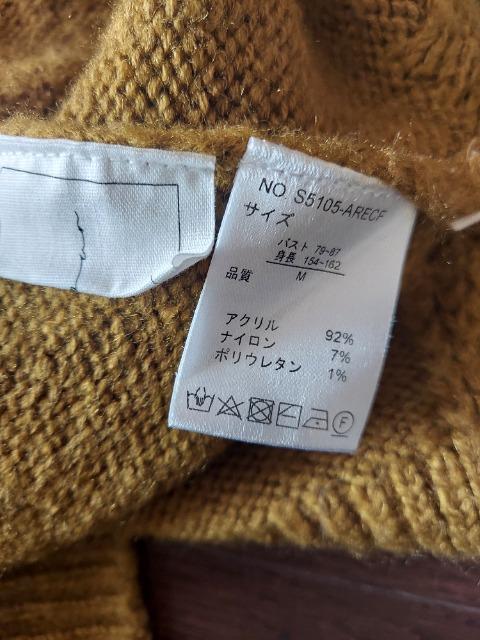 NO. S5105-ARECF
サイズ
バスト 79-87
身長 154-162
品質
M
アクリル 92%
ナイロン 7%
ポリウレタン 1%
F